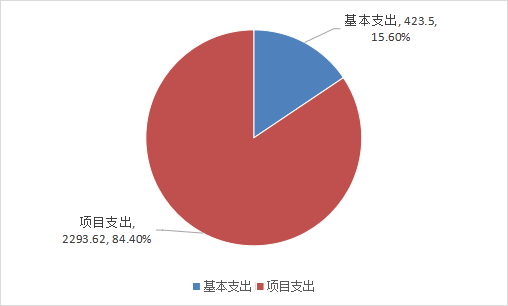 基本支出, 423.5,
15.60%
项目支出,
2293.62, 84.40%
基本支出 项目支出